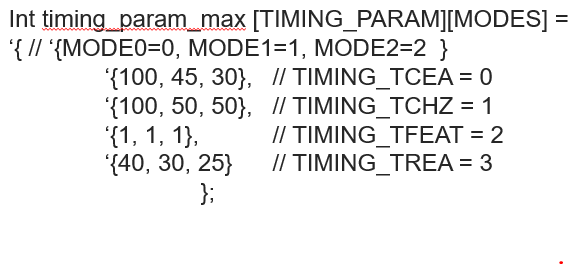 Int timing_param_max [TIMING_PARAM][MODES] =
‘{ // ‘{MODE0=0, MODE1=1, MODE2=2 }
‘{100, 45, 30}, // TIMING_TCEA = 0
‘{100, 50, 50}, // TIMING_TCHZ = 1
‘{1, 1, 1}, // TIMING_TFEAT = 2
‘{40, 30, 25} // TIMING_TREA = 3
};